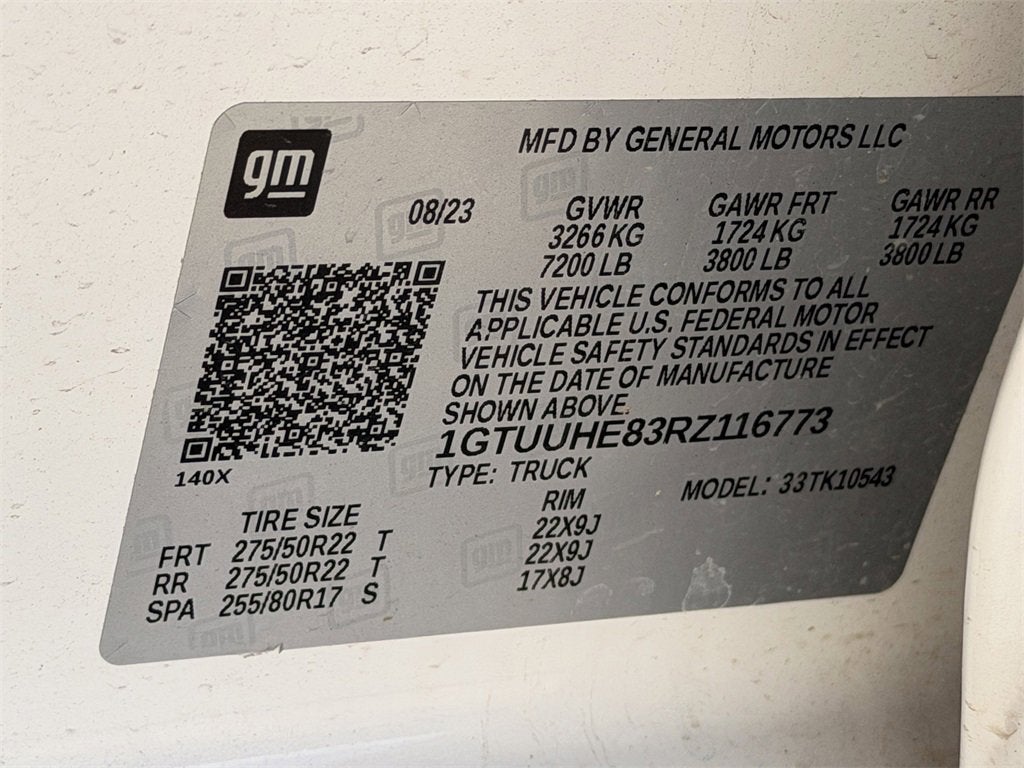 gm
MFD BY GENERAL MOTORS LLC
08/23 GVWR GAWR FRT GAWR RR
3266 KG 1724 KG 1724 KG
7200 LB 3800 LB 3800 LB
THIS VEHICLE CONFORMS TO ALL
APPLICABLE U.S. FEDERAL MOTOR
VEHICLE SAFETY STANDARDS IN EFFECT
ON THE DATE OF MANUFACTURE
SHOWN ABOVE.
1GTUUHE83RZ116773
140X
TYPE: TRUCK MODEL: 33TK10543
TIRE SIZE RIM
FRT 275/50R22 T 22X9J
RR 275/50R22 T 22X9J
SPA 255/80R17 S 17X8J